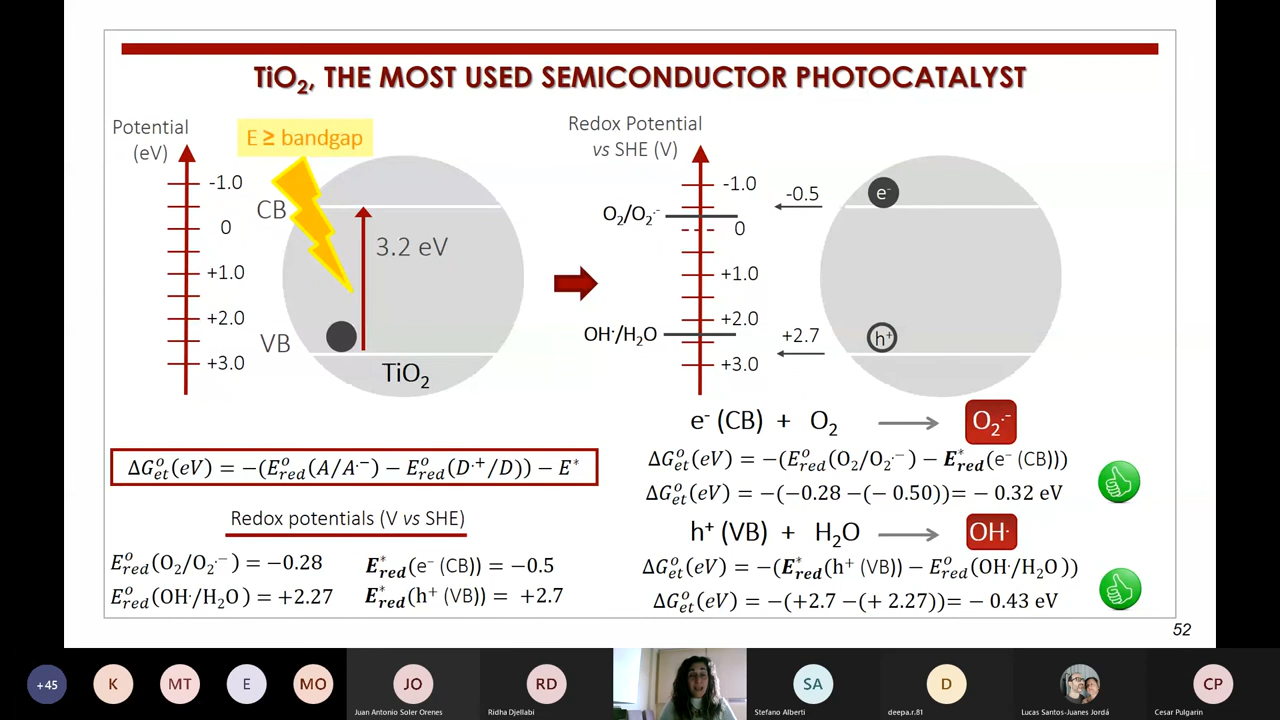 TiO₂, THE MOST USED SEMICONDUCTOR PHOTOCATALYST
Potential
(eV)
E ≥ bandgap
-1.0
CB
0
3.2 eV
+1.0
+2.0
VB
+3.0
TiO₂
Redox Potential
vs SHE (V)
-1.0
-0.5
e⁻
O₂/O₂·⁻
0
+1.0
+2.0
OH·/H₂O
+2.7
h⁺
+3.0
e⁻ (CB) + O₂ → O₂·⁻
ΔG°et(eV) = −(E°red(O₂/O₂·⁻) − E*red(e⁻ (CB))
ΔG°et(eV) = −(−0.28 −(− 0.50))= − 0.32 eV
h⁺ (VB) + H₂O → OH·
ΔG°et(eV) = −(E*red(h⁺ (VB)) − E°red(OH·/H₂O))
ΔG°et(eV) = −(+2.7 −(+ 2.27))= − 0.43 eV
ΔG°et(eV) = −(E°red(A/A·⁻) − E°red(D·⁺/D)) − E*
Redox potentials (V vs SHE)
E°red(O₂/O₂·⁻) = −0.28
E*red(e⁻ (CB)) = −0.5
E°red(OH·/H₂O) = +2.27
E*red(h⁺ (VB)) = +2.7
52
+45
K
MT
E
MO
JO
Juan Antonio Soler Orenes
RD
Ridha Djellabi
SA
Stefano Alberti
D
deepa.r.81
Lucas Santos-Juanes Jordá
CP
Cesar Pulgarin